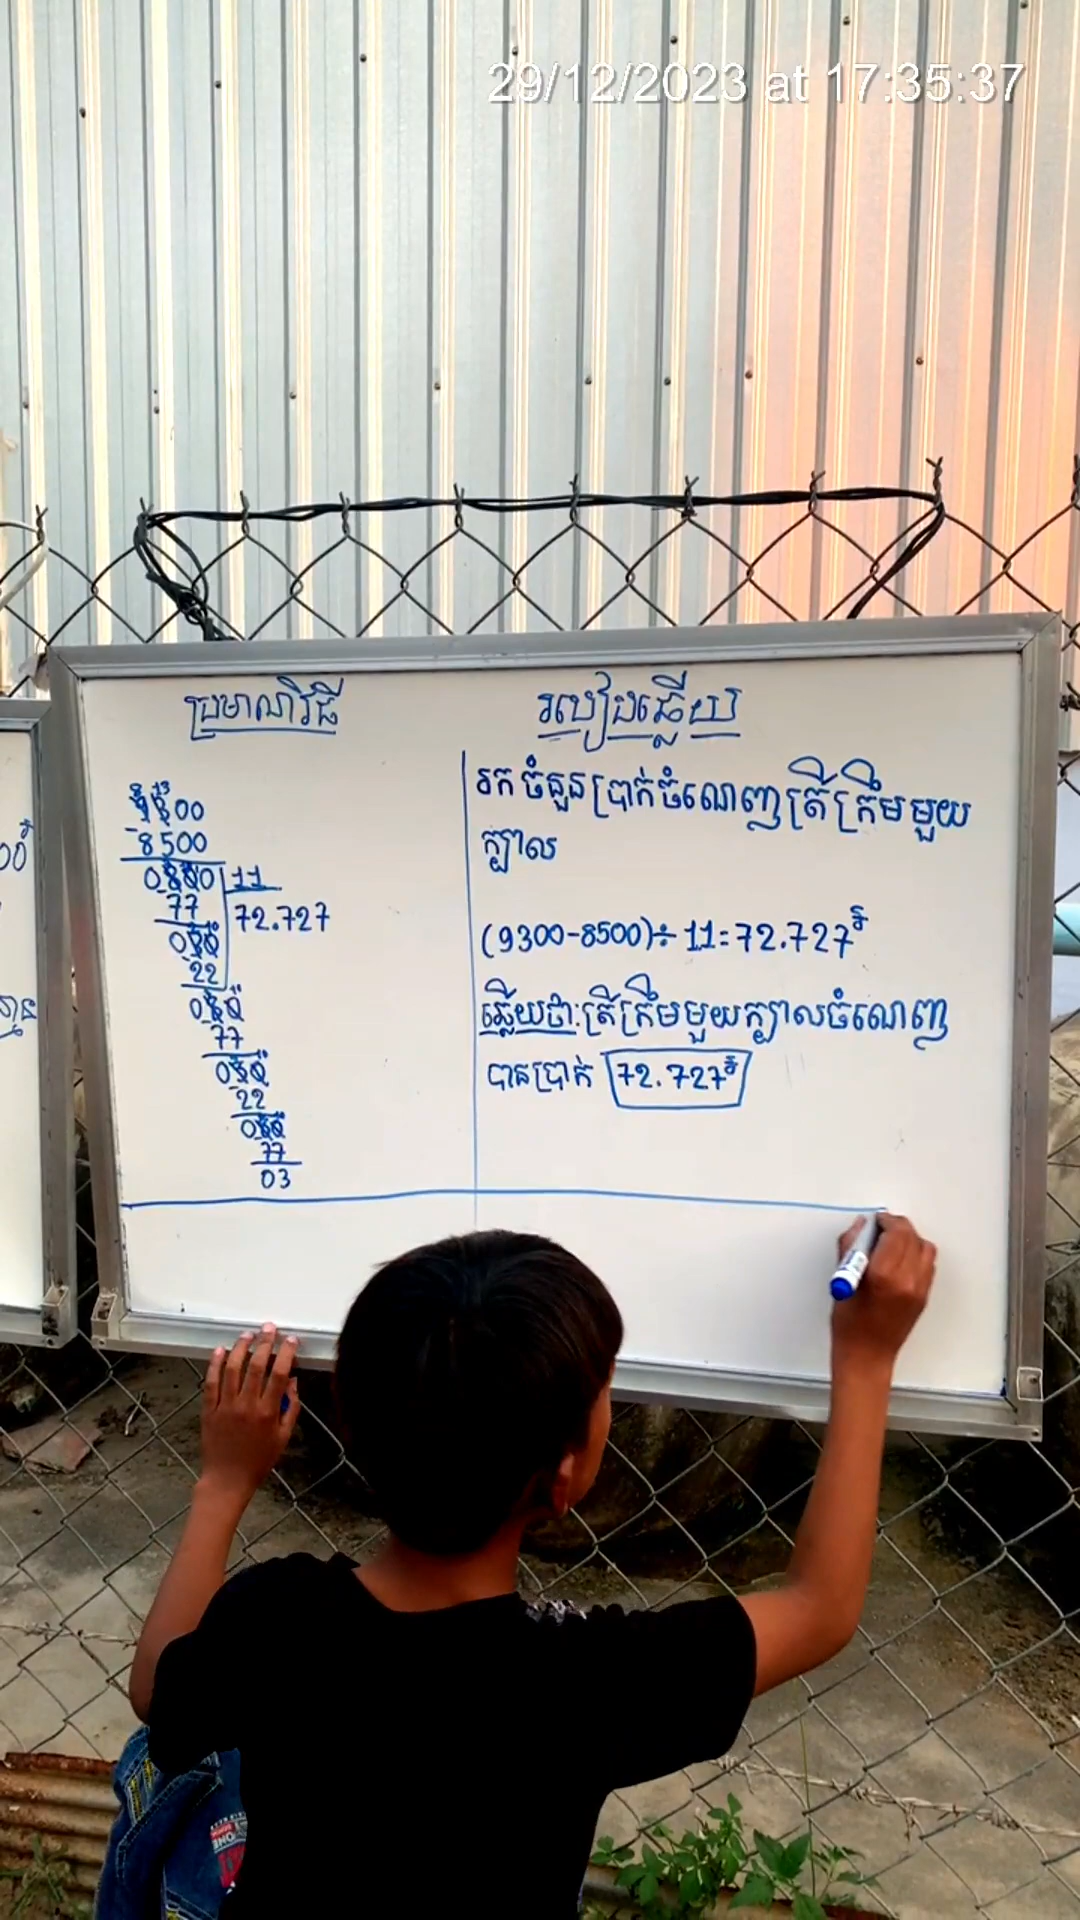 29/12/2023 at 17:35:37
ប្រមាណវិធី
9300
- 8500
0800 11
77 72.727
030
22
080
77
030
22
080
77
03
របៀបឆ្លើយ
រកចំនួនប្រាក់ចំណេញត្រីក្រឹមមួយ
ក្បាល
(9300-8500)÷11=72.727៛
ឆ្លើយថា:ត្រីក្រឹមមួយក្បាលចំណេញ
បានប្រាក់ 72.727៛